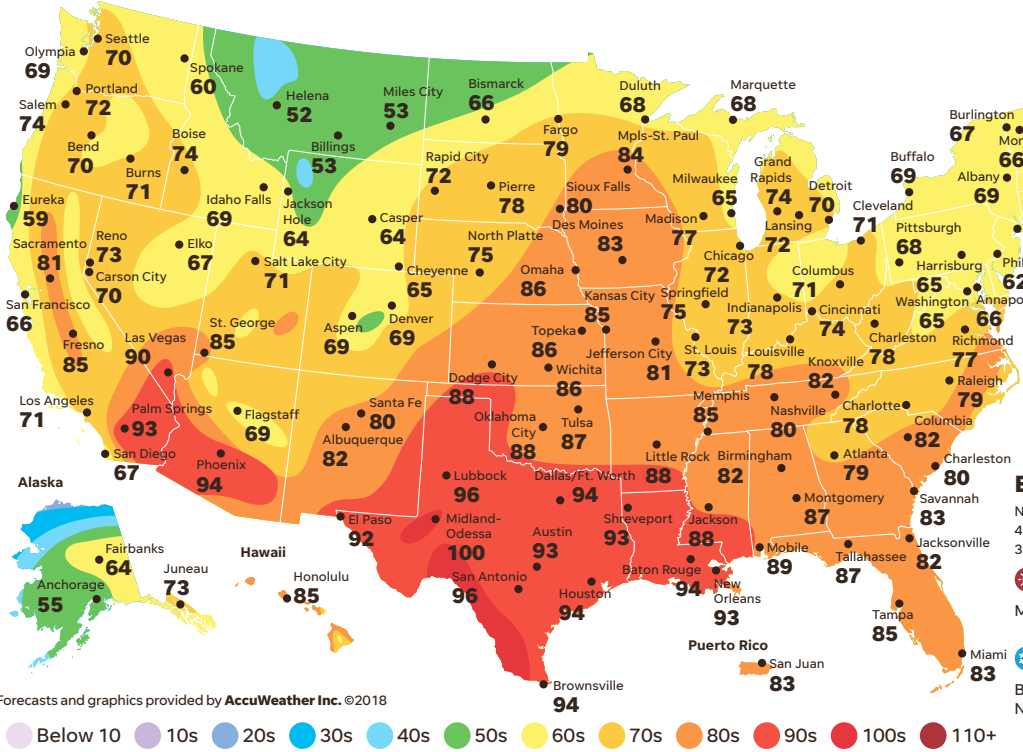 Seattle
70
Olympia
69
Spokane
60
Portland
72
Salem
74
Bend
70
Burns
71
Boise
74
Helena
52
Billings
53
Miles City
53
Bismarck
66
Fargo
79
Duluth
68
Marquette
68
Mpls-St. Paul
84
Burlington
67
Mor
66
Buffalo
69
Albany
69
Eureka
59
Idaho Falls
69
Jackson
Hole
64
Rapid City
72
Pierre
78
Sioux Falls
80
Milwaukee
65
Grand
Rapids
74
Detroit
70
Lansing
72
Cleveland
71
Casper
64
Sacramento
81
Reno
73
Carson City
70
Elko
67
Salt Lake City
71
Cheyenne
65
North Platte
75
Des Moines
83
Madison
77
Chicago
72
Omaha
86
Pittsburgh
68
Harrisburg
65
Phil
62
San Francisco
66
Fresno
85
Las Vegas
90
St. George
85
Aspen
69
Denver
69
Kansas City
85
Springfield
75
Indianapolis
73
Columbus
71
Cincinnati
74
Charleston
78
Washington
65
Annapo
66
Richmond
77
Topeka
86
Jefferson City
81
St. Louis
73
Louisville
78
Knoxville
82
Raleigh
79
Los Angeles
71
Palm Springs
93
San Diego
67
Phoenix
94
Flagstaff
69
Santa Fe
80
Albuquerque
82
Dodge City
88
Wichita
86
Oklahoma
City
88
Tulsa
87
Memphis
85
Nashville
80
Charlotte
78
Columbia
82
Little Rock
88
Birmingham
82
Atlanta
79
Charleston
80
Savannah
83
Lubbock
96
Dallas/Ft. Worth
94
Shreveport
93
Jackson
88
Montgomery
87
Jacksonville
82
El Paso
92
Midland-
Odessa
100
Austin
93
San Antonio
96
Houston
94
Baton Rouge
94
New
Orleans
93
Mobile
89
Tallahassee
87
Tampa
85
Miami
83
Brownsville
94
Alaska
Fairbanks
64
Anchorage
55
Juneau
73
Hawaii
Honolulu
85
Puerto Rico
San Juan
83
E
N
4
3
M
B
N
Forecasts and graphics provided by AccuWeather Inc. ©2018
Below 10 10s 20s 30s 40s 50s 60s 70s 80s 90s 100s 110+